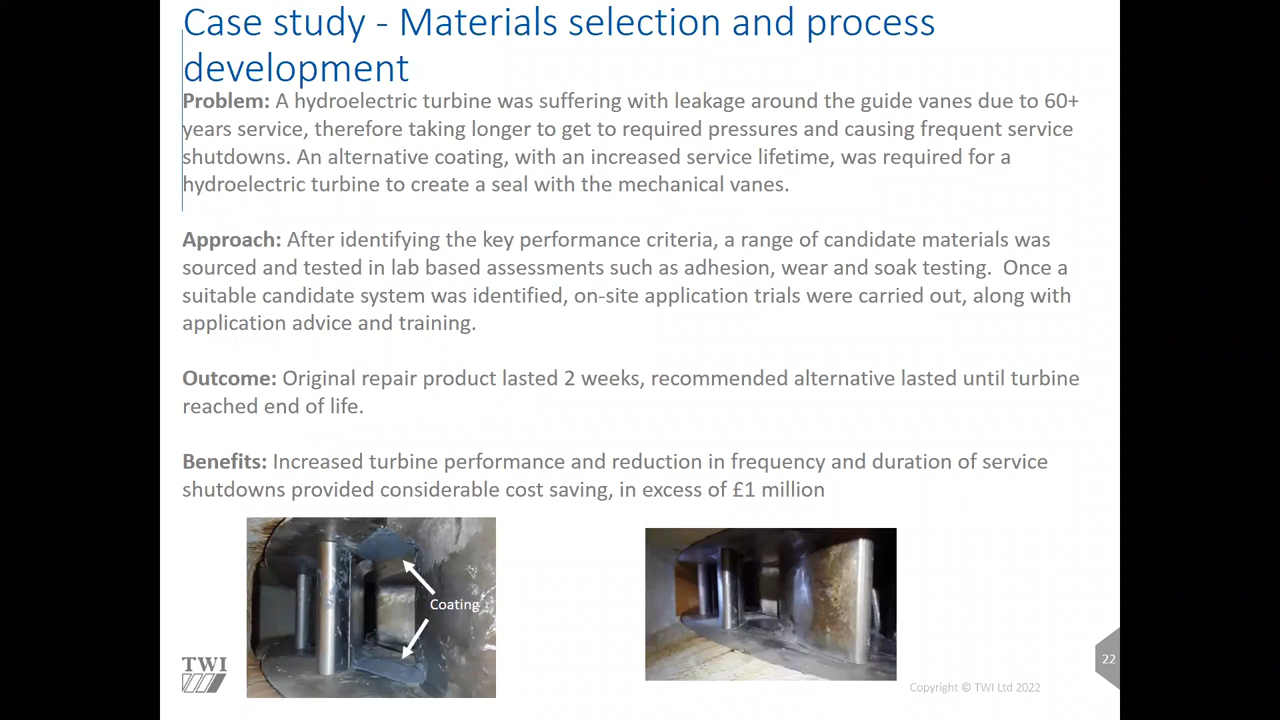 Case study - Materials selection and process
development
Problem: A hydroelectric turbine was suffering with leakage around the guide vanes due to 60+
years service, therefore taking longer to get to required pressures and causing frequent service
shutdowns. An alternative coating, with an increased service lifetime, was required for a
hydroelectric turbine to create a seal with the mechanical vanes.
Approach: After identifying the key performance criteria, a range of candidate materials was
sourced and tested in lab based assessments such as adhesion, wear and soak testing.  Once a
suitable candidate system was identified, on-site application trials were carried out, along with
application advice and training.
Outcome: Original repair product lasted 2 weeks, recommended alternative lasted until turbine
reached end of life.
Benefits: Increased turbine performance and reduction in frequency and duration of service
shutdowns provided considerable cost saving, in excess of £1 million
Coating
TWI
22
Copyright © TWI Ltd 2022